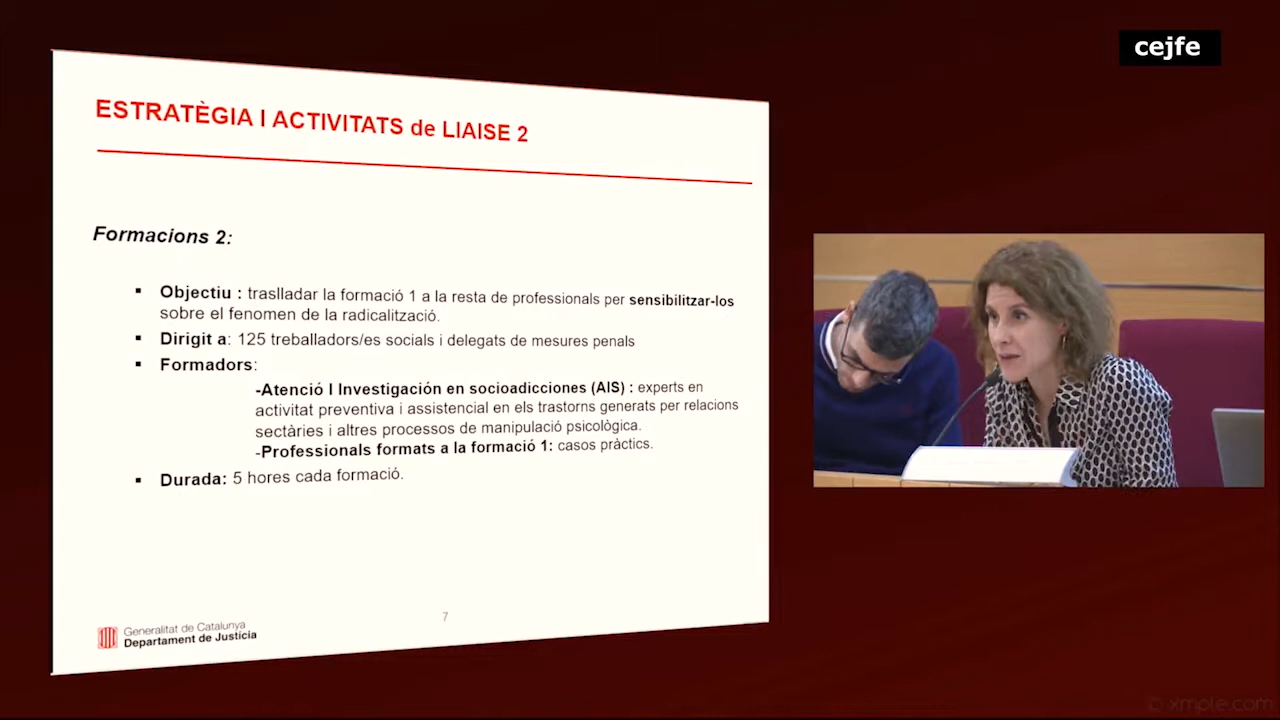 cejfe
ESTRATÈGIA I ACTIVITATS de LIAISE 2
Formacions 2:
▪ Objectiu : traslladar la formació 1 a la resta de professionals per sensibilitzar-los
sobre el fenomen de la radicalització.
▪ Dirigit a: 125 treballadors/es socials i delegats de mesures penals
▪ Formadors:
-Atenció I Investigación en socioadicciones (AIS) : experts en
activitat preventiva i assistencial en els trastorns generats per relacions
sectàries i altres processos de manipulació psicològica.
-Professionals formats a la formació 1: casos pràctics.
▪ Durada: 5 hores cada formació.
7
Generalitat de Catalunya
Departament de Justícia
© xmple.com